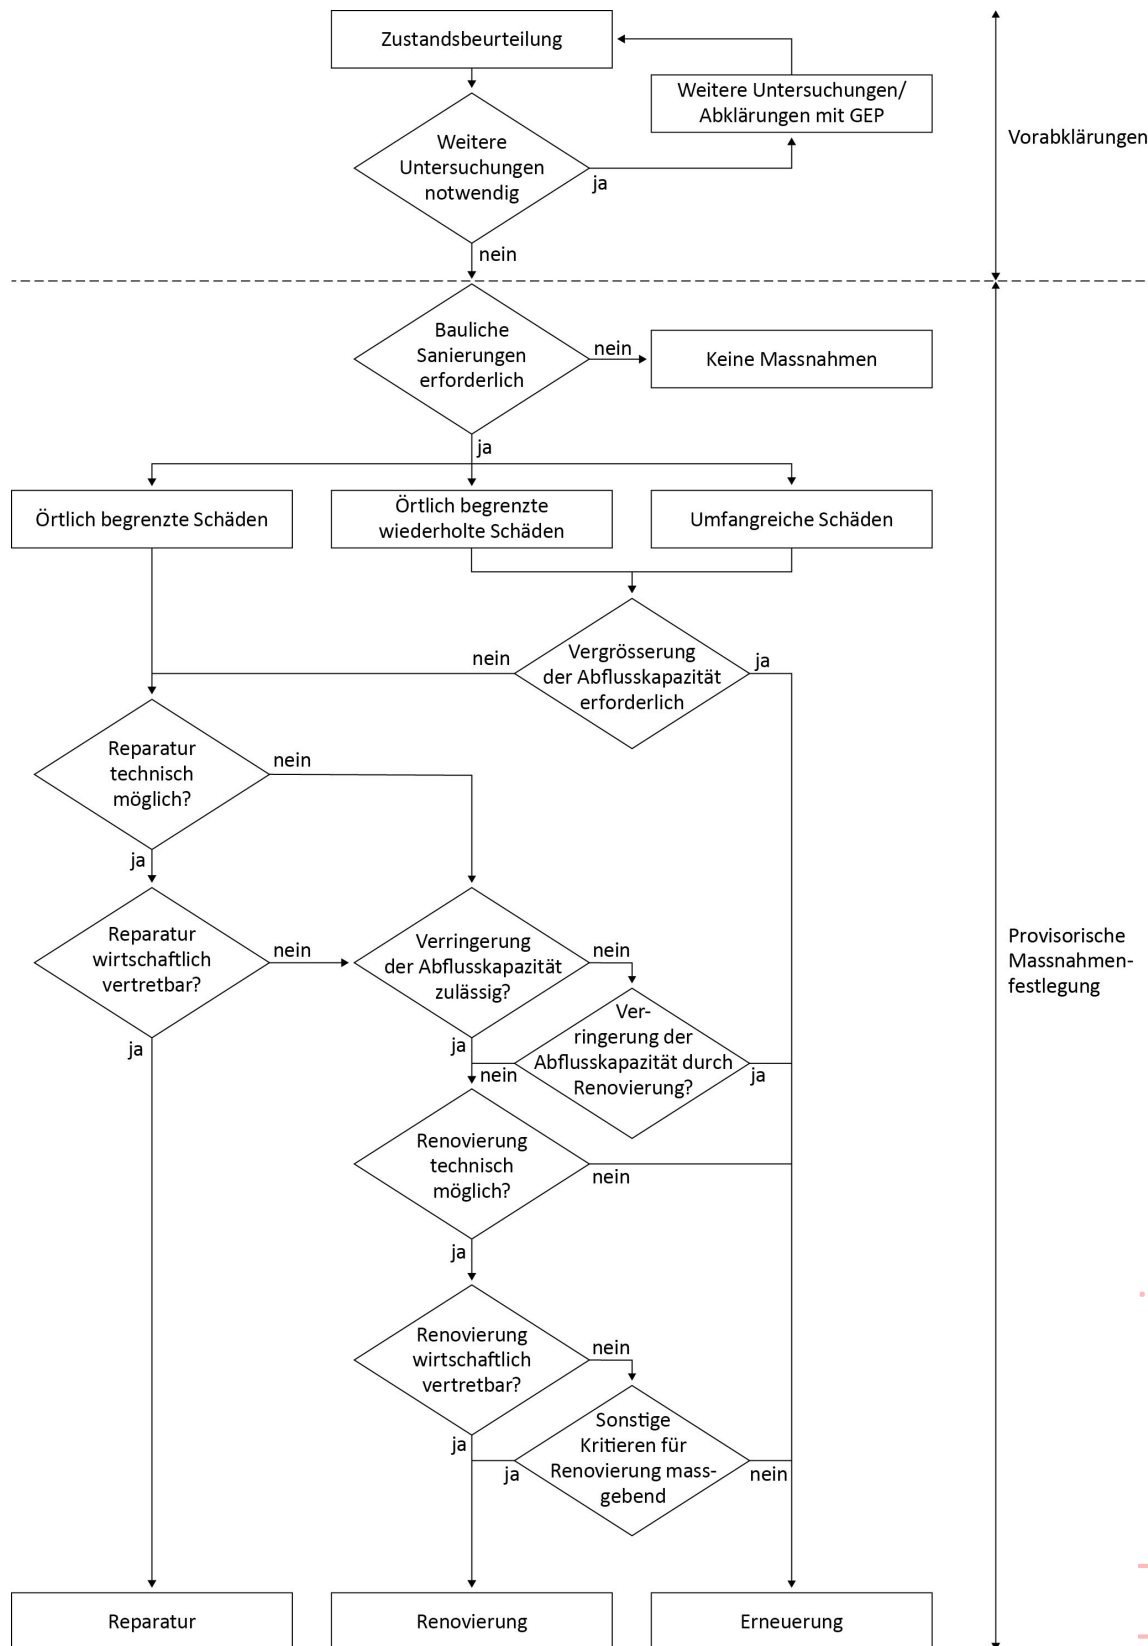 Zustandsbeurteilung
Weitere Untersuchungen/
Abklärungen mit GEP
Vorabklärungen
Weitere
Untersuchungen
notwendig
ja
nein
Bauliche
Sanierungen
erforderlich
nein
Keine Massnahmen
ja
Örtlich begrenzte Schäden
Örtlich begrenzte
wiederholte Schäden
Umfangreiche Schäden
nein
Vergrösserung
der Abflusskapazität
erforderlich
ja
Reparatur
technisch
möglich?
nein
ja
Reparatur
wirtschaftlich
vertretbar?
nein
Verringerung
der Abflusskapazität
zulässig?
nein
Provisorische
Massnahmen-
festlegung
ja
ja
Ver-
ringerung der
Abflusskapazität durch
Renovierung?
nein
ja
Renovierung
technisch
möglich?
nein
ja
Renovierung
wirtschaftlich
vertretbar?
nein
ja
Sonstige
Kritieren für
Renovierung mass-
gebend
ja
nein
Reparatur
Renovierung
Erneuerung